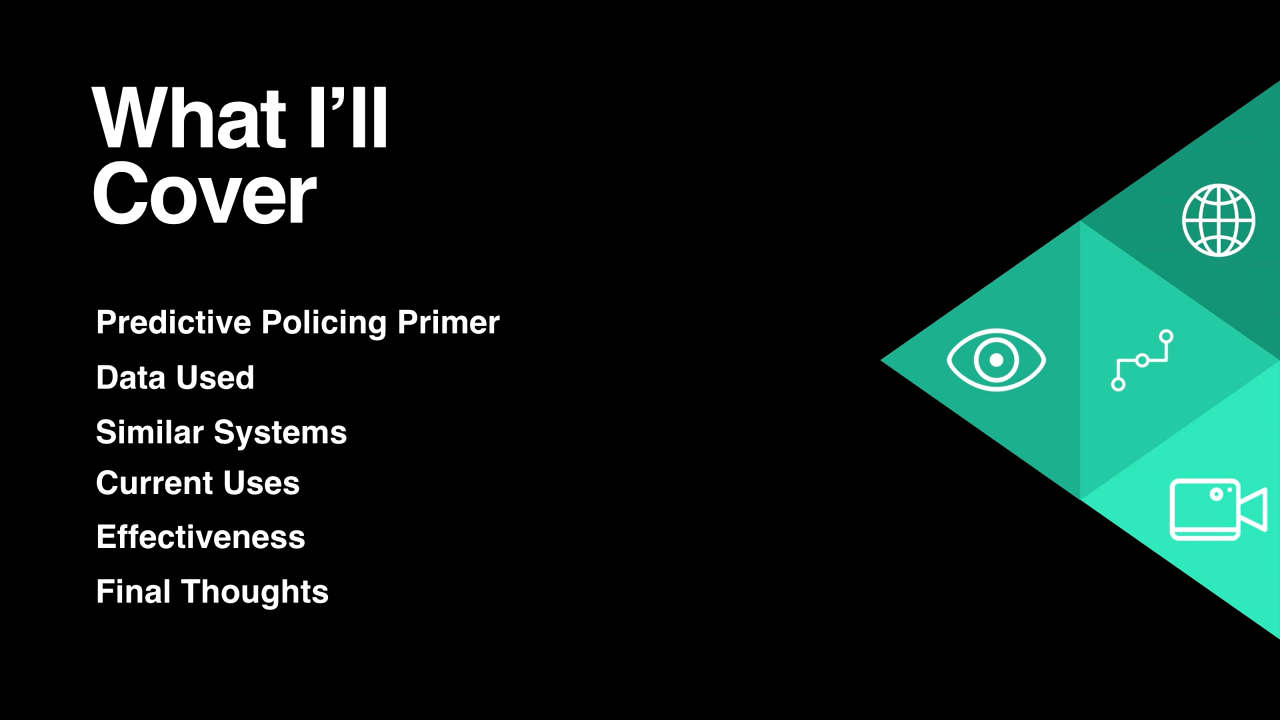 What I’ll
Cover
Predictive Policing Primer
Data Used
Similar Systems
Current Uses
Effectiveness
Final Thoughts